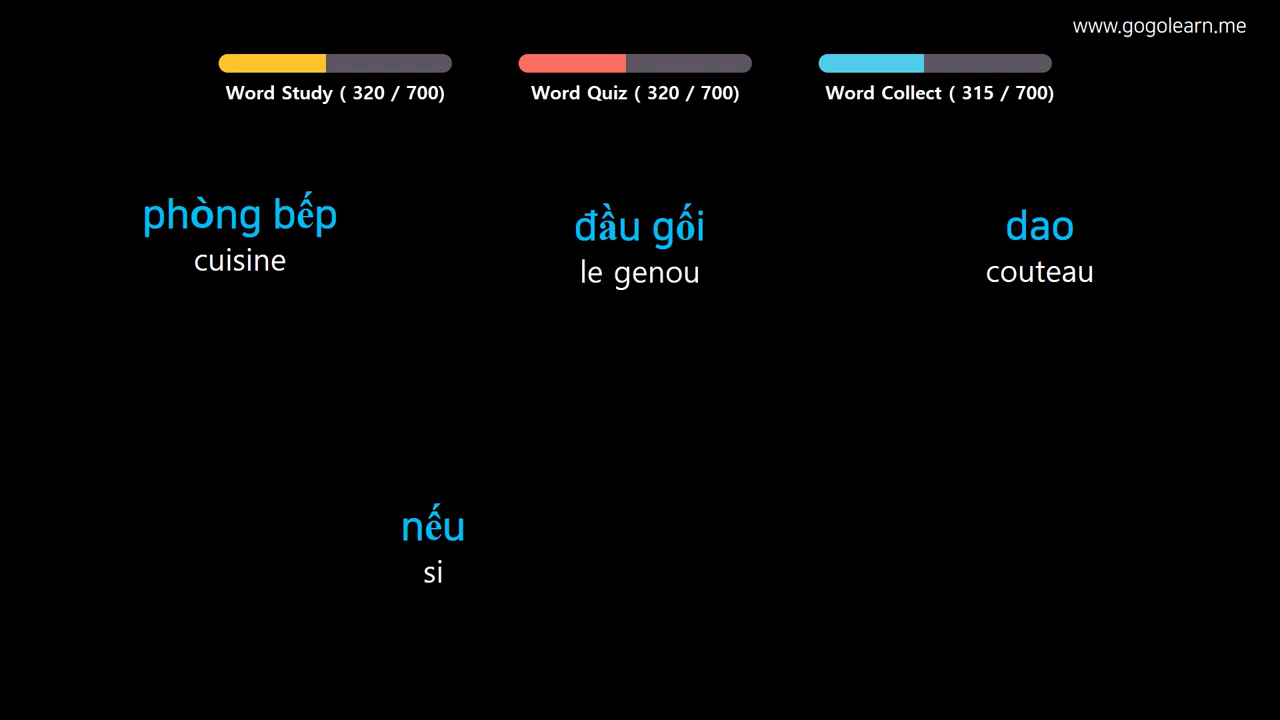 www.gogolearn.me
Word Study ( 320 / 700)
Word Quiz ( 320 / 700)
Word Collect ( 315 / 700)
phòng bếp
cuisine
đầu gối
le genou
dao
couteau
nếu
si